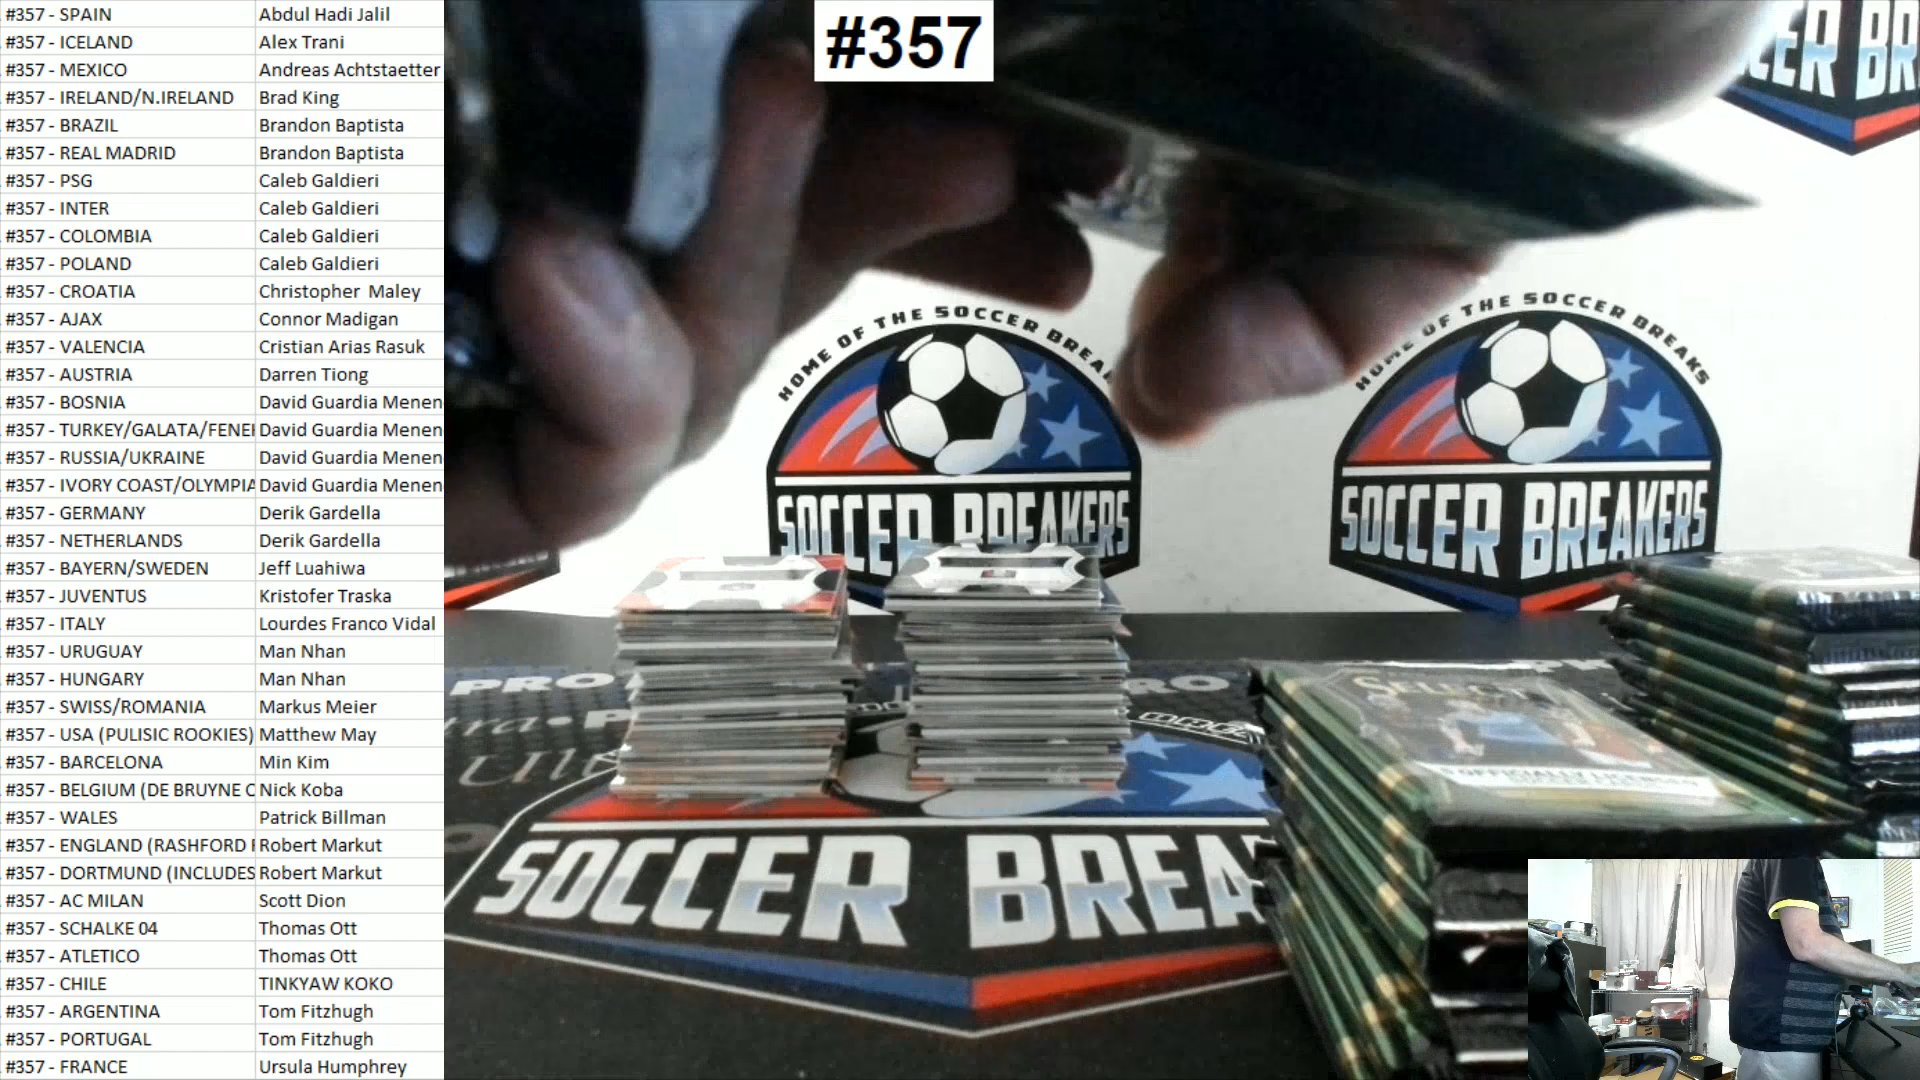 #357 - SPAIN Abdul Hadi Jalil
#357 - ICELAND Alex Trani
#357 - MEXICO Andreas Achtstaetter
#357 - IRELAND/N.IRELAND Brad King
#357 - BRAZIL Brandon Baptista
#357 - REAL MADRID Brandon Baptista
#357 - PSG Caleb Galdieri
#357 - INTER Caleb Galdieri
#357 - COLOMBIA Caleb Galdieri
#357 - POLAND Caleb Galdieri
#357 - CROATIA Christopher Maley
#357 - AJAX Connor Madigan
#357 - VALENCIA Cristian Arias Rasuk
#357 - AUSTRIA Darren Tiong
#357 - BOSNIA David Guardia Menen
#357 - TURKEY/GALATA/FENE David Guardia Menen
#357 - RUSSIA/UKRAINE David Guardia Menen
#357 - IVORY COAST/OLYMPIA David Guardia Menen
#357 - GERMANY Derik Gardella
#357 - NETHERLANDS Derik Gardella
#357 - BAYERN/SWEDEN Jeff Luahiwa
#357 - JUVENTUS Kristofer Traska
#357 - ITALY Lourdes Franco Vidal
#357 - URUGUAY Man Nhan
#357 - HUNGARY Man Nhan
#357 - SWISS/ROMANIA Markus Meier
#357 - USA (PULISIC ROOKIES) Matthew May
#357 - BARCELONA Min Kim
#357 - BELGIUM (DE BRUYNE C Nick Koba
#357 - WALES Patrick Billman
#357 - ENGLAND (RASHFORD Robert Markut
#357 - DORTMUND (INCLUDES Robert Markut
#357 - AC MILAN Scott Dion
#357 - SCHALKE 04 Thomas Ott
#357 - ATLETICO Thomas Ott
#357 - CHILE TINKYAW KOKO
#357 - ARGENTINA Tom Fitzhugh
#357 - PORTUGAL Tom Fitzhugh
#357 - FRANCE Ursula Humphrey
#357
CER BR
HOME OF THE SOCCER BREA
SOCCER BREAKERS
HOME OF THE SOCCER BREAKS
SOCCER BREAKERS
PRO
RO
SELECT
OFFICIALLY LICENSED
SOCCER BREA